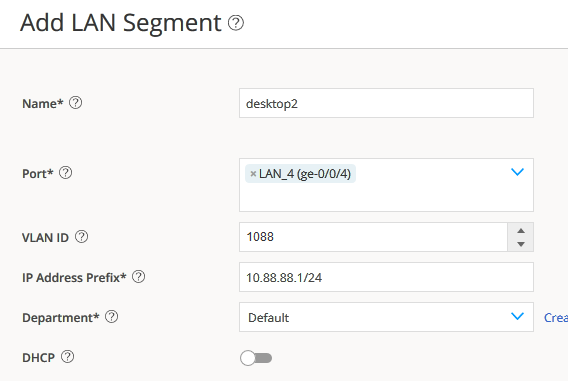 Add LAN Segment ?
Name* ? desktop2
Port* ? × LAN_4 (ge-0/0/4)
VLAN ID ? 1088
IP Address Prefix* ? 10.88.88.1/24
Department* ? Default Crea
DHCP ?